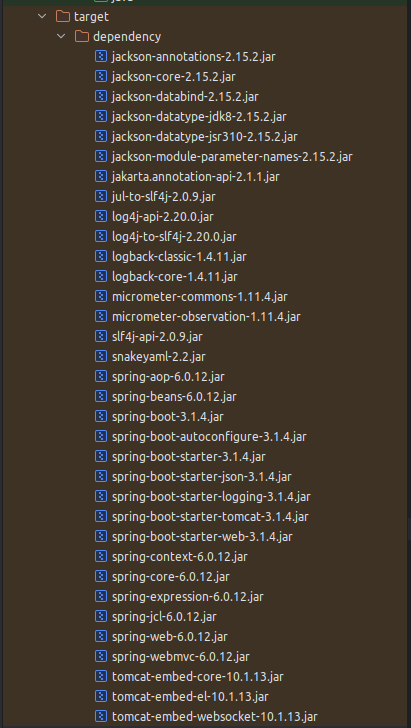 target
dependency
jackson-annotations-2.15.2.jar
jackson-core-2.15.2.jar
jackson-databind-2.15.2.jar
jackson-datatype-jdk8-2.15.2.jar
jackson-datatype-jsr310-2.15.2.jar
jackson-module-parameter-names-2.15.2.jar
jakarta.annotation-api-2.1.1.jar
jul-to-slf4j-2.0.9.jar
log4j-api-2.20.0.jar
log4j-to-slf4j-2.20.0.jar
logback-classic-1.4.11.jar
logback-core-1.4.11.jar
micrometer-commons-1.11.4.jar
micrometer-observation-1.11.4.jar
slf4j-api-2.0.9.jar
snakeyaml-2.2.jar
spring-aop-6.0.12.jar
spring-beans-6.0.12.jar
spring-boot-3.1.4.jar
spring-boot-autoconfigure-3.1.4.jar
spring-boot-starter-3.1.4.jar
spring-boot-starter-json-3.1.4.jar
spring-boot-starter-logging-3.1.4.jar
spring-boot-starter-tomcat-3.1.4.jar
spring-boot-starter-web-3.1.4.jar
spring-context-6.0.12.jar
spring-core-6.0.12.jar
spring-expression-6.0.12.jar
spring-jcl-6.0.12.jar
spring-web-6.0.12.jar
spring-webmvc-6.0.12.jar
tomcat-embed-core-10.1.13.jar
tomcat-embed-el-10.1.13.jar
tomcat-embed-websocket-10.1.13.jar